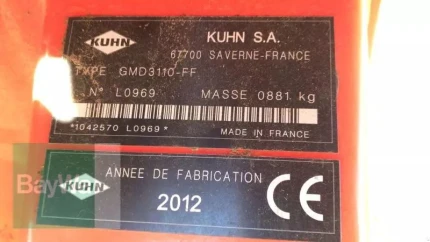 KUHN
KUHN S.A.
67700 SAVERNE-FRANCE
TYPE GMD3110-FF
N° L0969 MASSE 0881 kg
*1042570 L0969*
MADE IN FRANCE
KUHN
ANNEE DE FABRICATION
2012
CE
BayWa